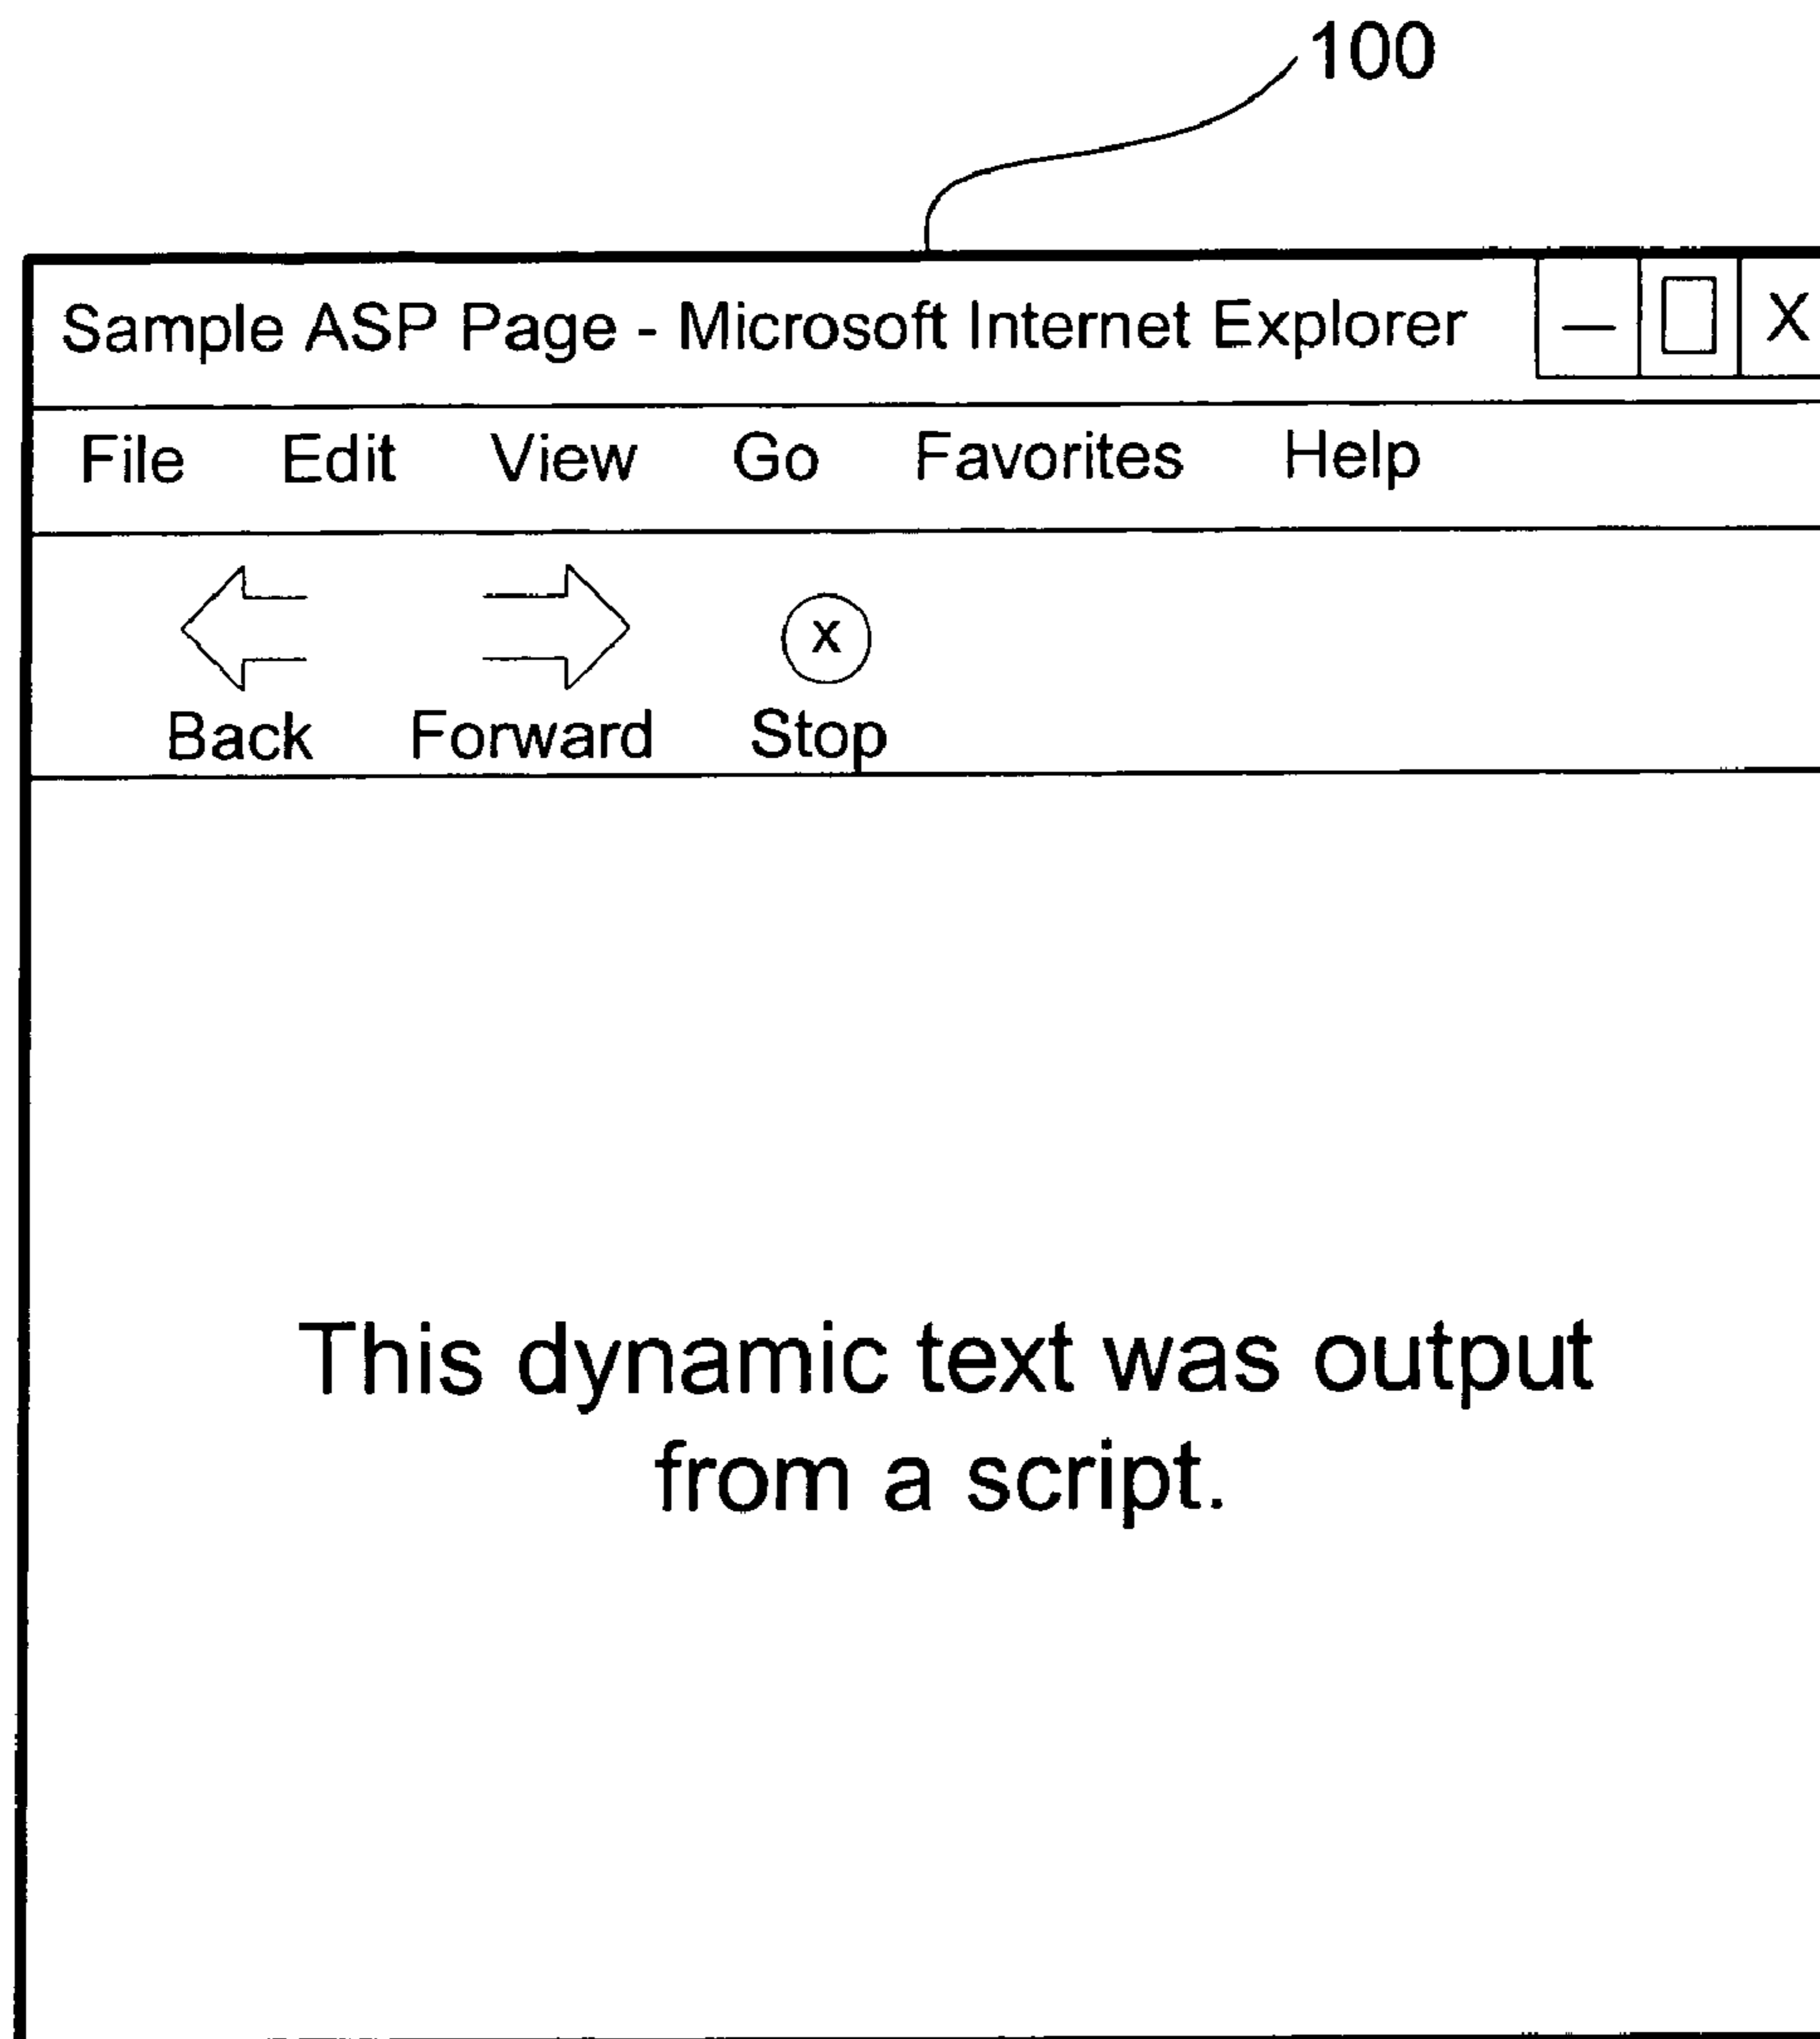 100
Sample ASP Page - Microsoft Internet Explorer X
File Edit View Go Favorites Help
x
Back Forward Stop
This dynamic text was output
from a script.